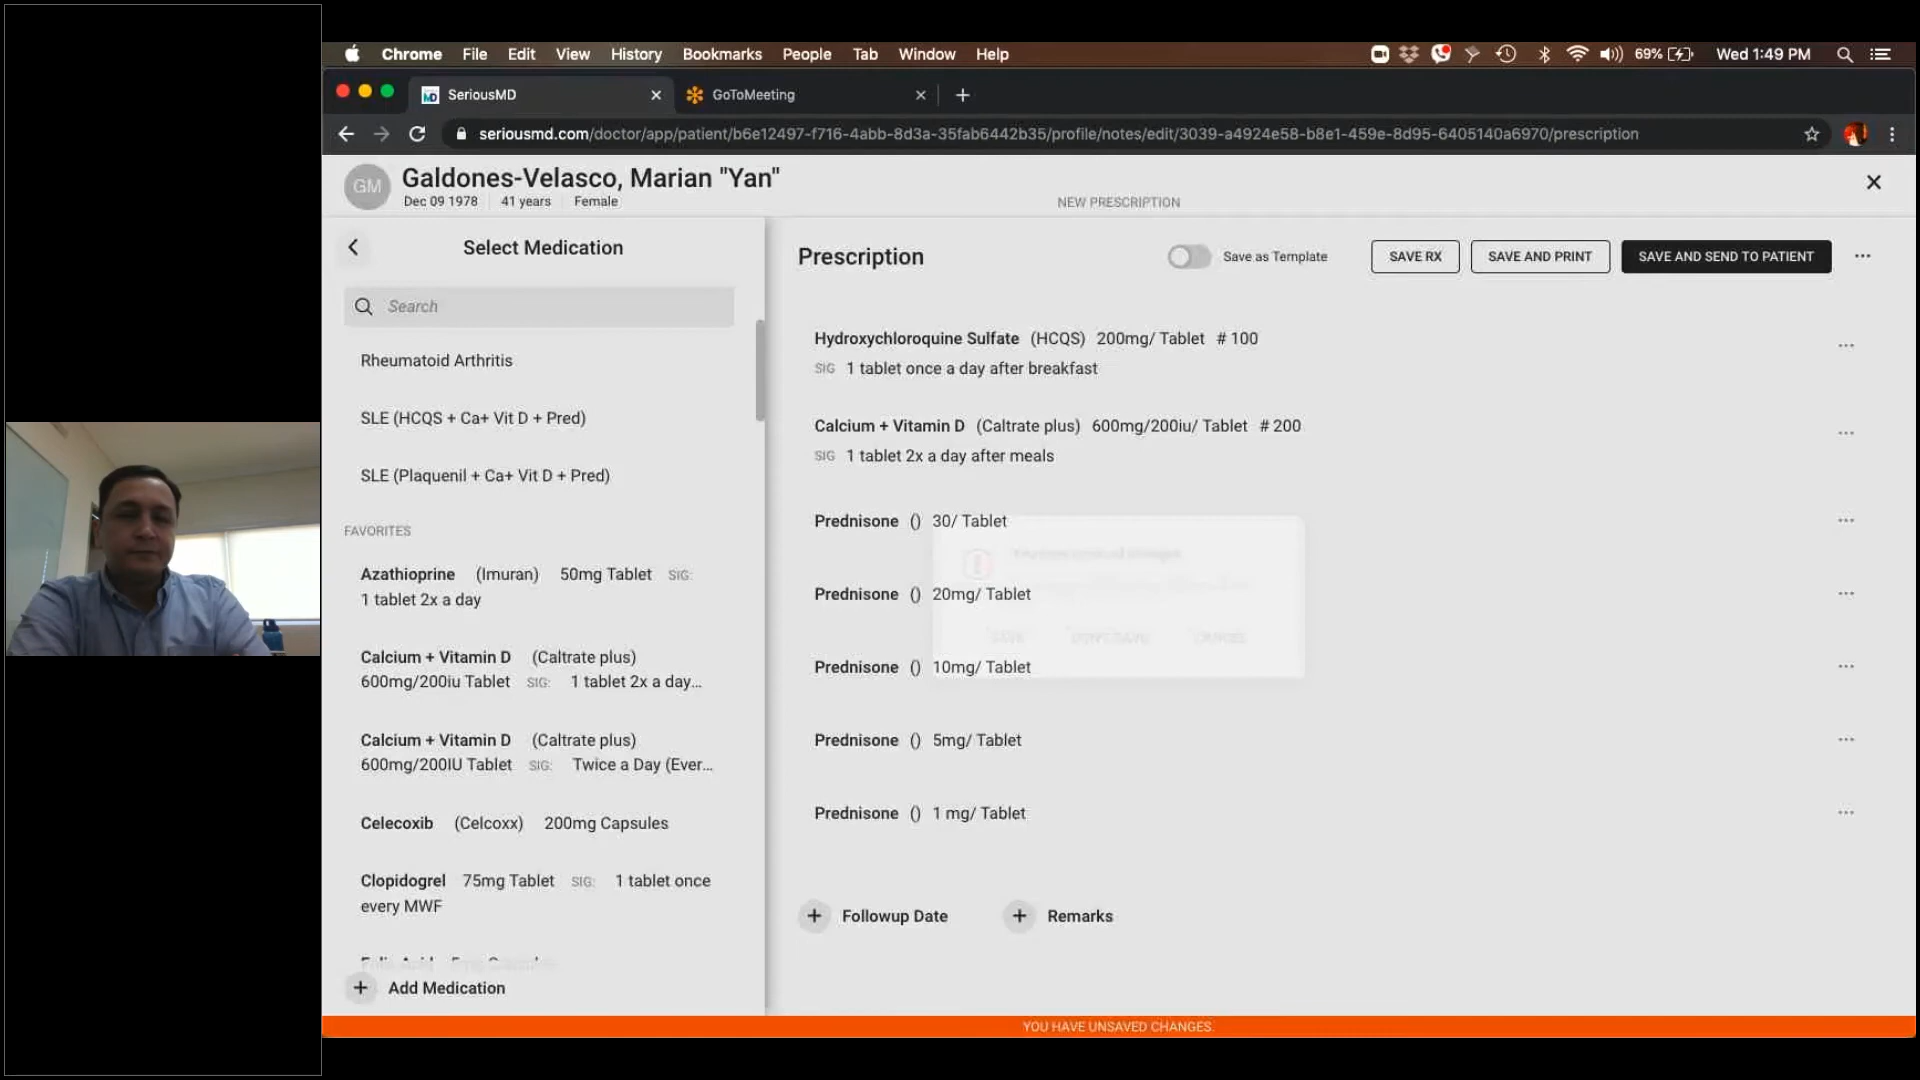 Chrome File Edit View History Bookmarks People Tab Window Help 69% Wed 1:49 PM
MD SeriousMD GoToMeeting
seriousmd.com/doctor/app/patient/b6e12497-f716-4abb-8d3a-35fab6442b35/profile/notes/edit/3039-a4924e58-b8e1-459e-8d95-6405140a6970/prescription
GM Galdones-Velasco, Marian "Yan"
Dec 09 1978 41 years Female
NEW PRESCRIPTION
Select Medication
Search
Rheumatoid Arthritis
SLE (HCQS + Ca+ Vit D + Pred)
SLE (Plaquenil + Ca+ Vit D + Pred)
FAVORITES
Azathioprine (Imuran) 50mg Tablet SIG:
1 tablet 2x a day
Calcium + Vitamin D (Caltrate plus)
600mg/200iu Tablet SIG: 1 tablet 2x a day...
Calcium + Vitamin D (Caltrate plus)
600mg/200IU Tablet SIG: Twice a Day (Ever...
Celecoxib (Celcoxx) 200mg Capsules
Clopidogrel 75mg Tablet SIG: 1 tablet once
every MWF
Add Medication
Prescription Save as Template SAVE RX SAVE AND PRINT SAVE AND SEND TO PATIENT
Hydroxychloroquine Sulfate (HCQS) 200mg/ Tablet # 100
SIG 1 tablet once a day after breakfast
Calcium + Vitamin D (Caltrate plus) 600mg/200iu/ Tablet # 200
SIG 1 tablet 2x a day after meals
Prednisone () 30/ Tablet
Prednisone () 20mg/ Tablet
SAVE DON'T SAVE CANCEL
Prednisone () 10mg/ Tablet
Prednisone () 5mg/ Tablet
Prednisone () 1 mg/ Tablet
Followup Date Remarks
YOU HAVE UNSAVED CHANGES.